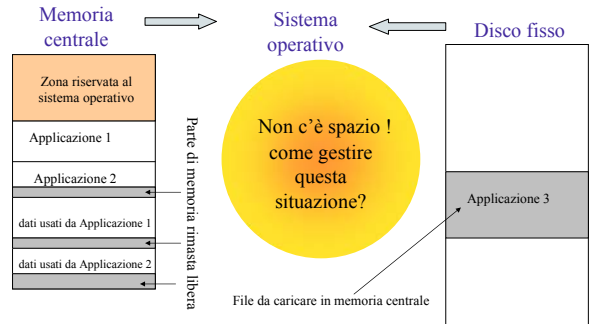 Memoria
centrale
Sistema
operativo
Disco fisso
Zona riservata al
sistema operativo
Applicazione 1
Applicazione 2
dati usati da Applicazione 1
dati usati da Applicazione 2
Parte di memoria rimasta libera
Non c’è spazio !
come gestire
questa
situazione?
Applicazione 3
File da caricare in memoria centrale